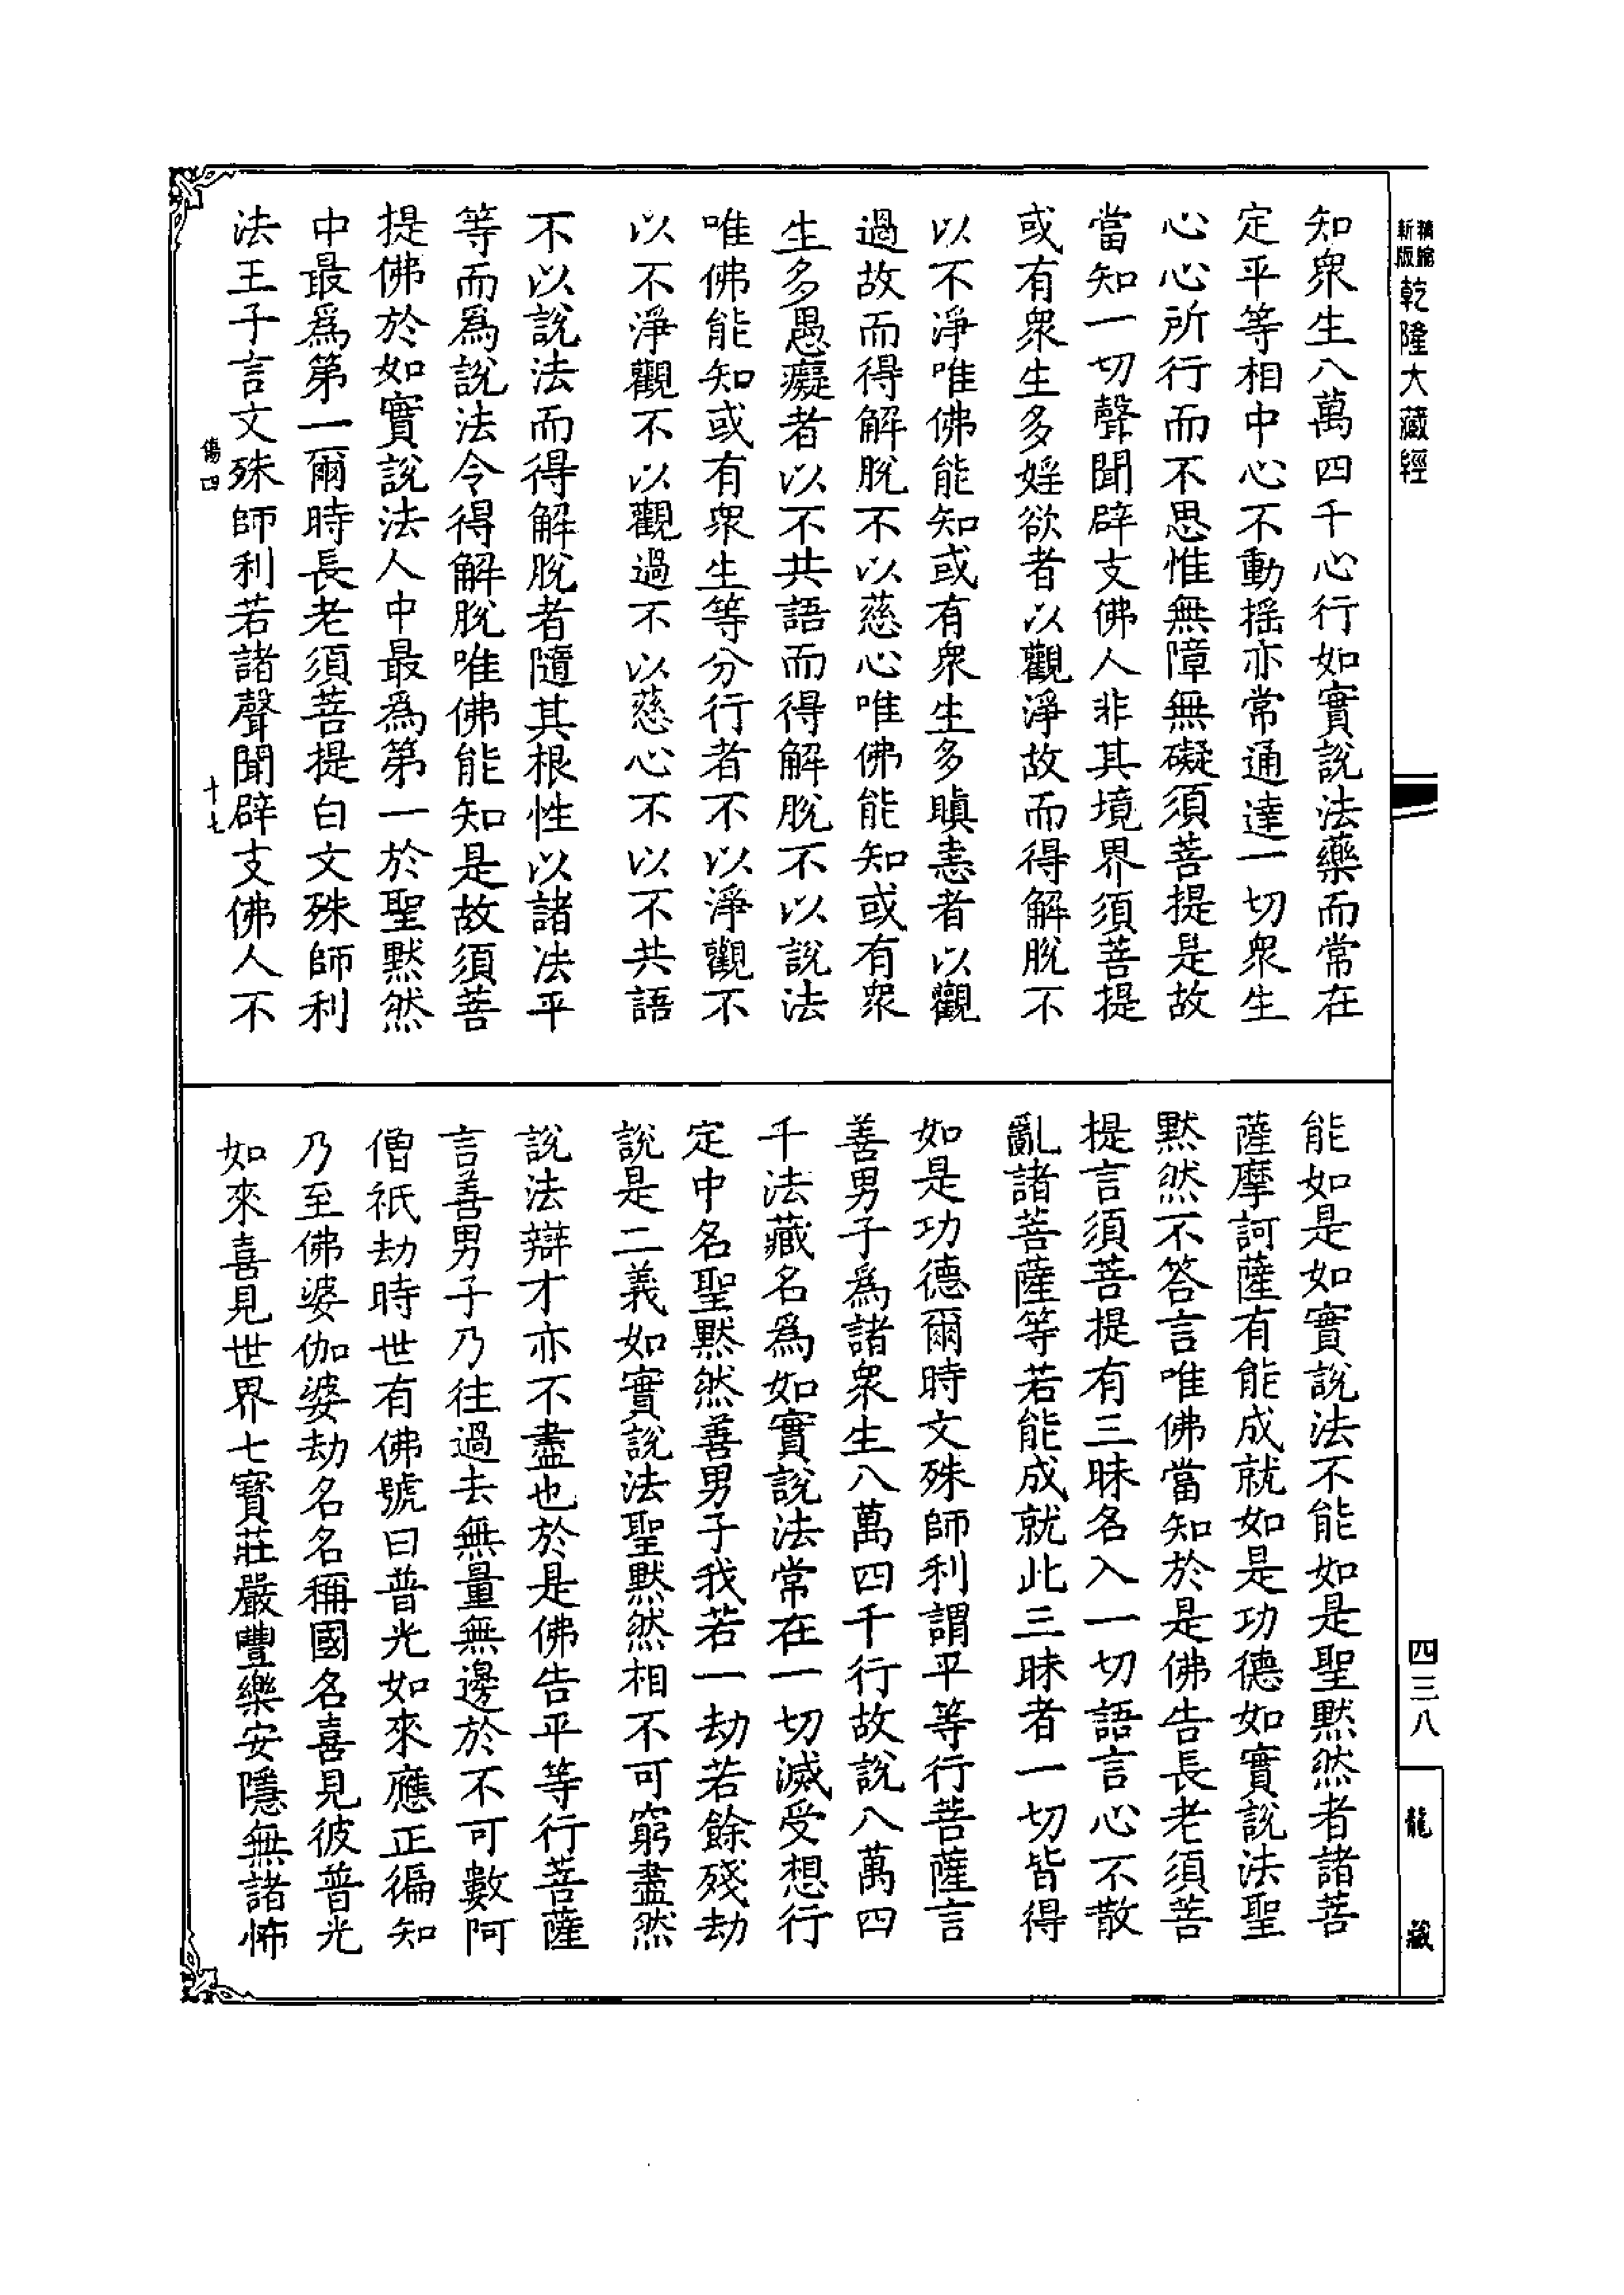 新版
縮
乾隆大藏經
知衆生八萬四千心行如實說法藥而常在
定平等相中心不動摇亦常通達一切衆生
心心所行而不思惟無障無礙須菩提是故
當知一切聲聞辟支佛人非其境界須菩提
或有衆生多婬欲者以觀淨故而得解脫不
以不淨唯佛能知或有衆生多瞋恚者以觀
過故而得解脫不以慈心唯佛能知或有衆
生多愚癡者以不共語而得解脫不以說法
唯佛能知或有衆生等分行者不以淨觀不
以不淨觀不以觀過不以慈心不以不共語
不以說法而得解脫者隨其根性以諸法平
等而爲說法令得解脫唯佛能知是故須菩
提佛於如實說法人中最爲第一於聖默然
中最爲第一爾時長老須菩提白文殊師利
法王子言文殊師利若諸聲聞辟支佛人不
傷四
十七
能如是如實說法不能如是聖默然者諸菩
薩摩訶薩有能成就如是功德如實說法聖
默然不答言唯佛當知於是佛告長老須菩
提言須菩提有三昧名入一切語言心不散
亂諸菩薩等若能成就此三昧者一切皆得
如是功德爾時文殊師利謂平等行菩薩言
善男子爲諸衆生八萬四千行故說八萬四
千法藏名爲如實說法常在一切滅受想行
定中名聖默然善男子我若一劫若餘殘劫
說是二義如實說法聖默然相不可窮盡然
說法辯才亦不盡也於是佛告平等行菩薩
言善男子乃往過去無量無邊於不可數阿
僧祇劫時世有佛號曰普光如來應正徧知
乃至佛婆伽婆劫名名稱國名喜見彼普光
如來喜見世界七寶莊嚴豐樂安隱無諸怖
四三八
龍藏